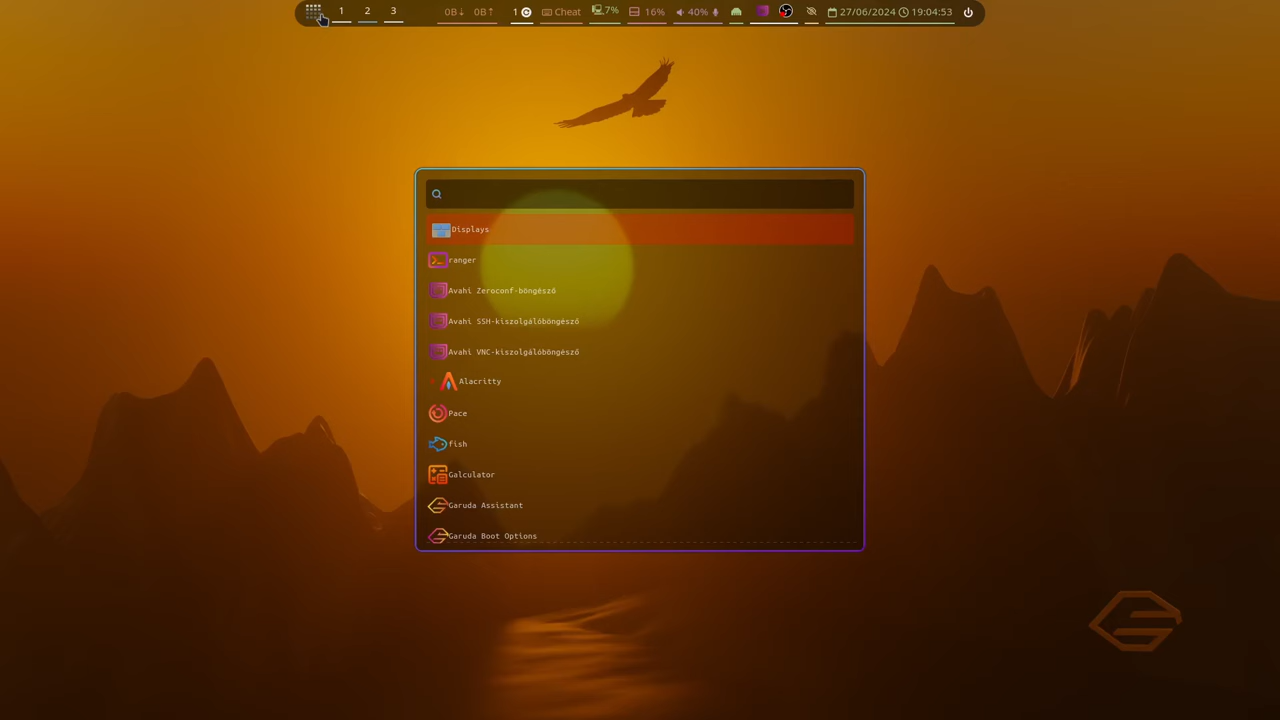 1 2 3 0B↓ 0B↑ 1 Cheat 7% 16% 40% 27/06/2024 19:04:53
Displays
ranger
Avahi Zeroconf-böngésző
Avahi SSH-kiszolgálóböngésző
Avahi VNC-kiszolgálóböngésző
Alacritty
Pace
fish
Galculator
Garuda Assistant
Garuda Boot Options